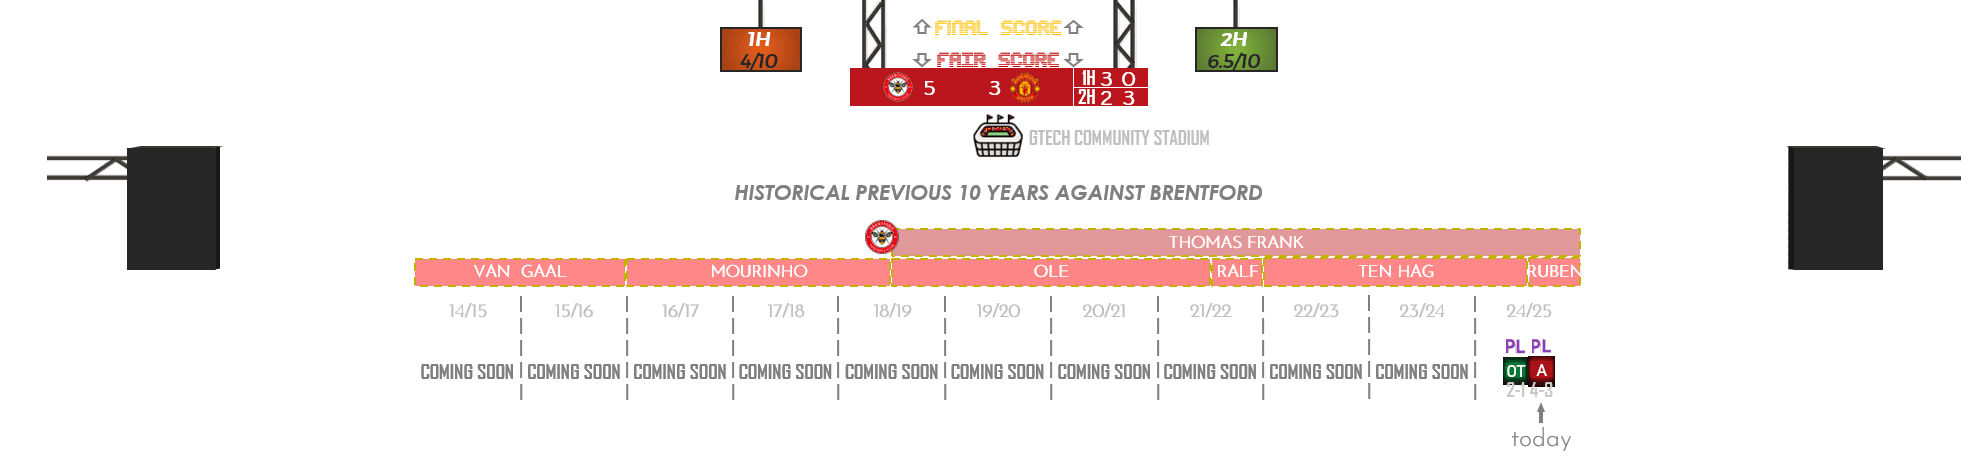 FINAL SCORE
1H
4/10
2H
6.5/10
FAIR SCORE
5 3
1H 3 0
2H 2 3
GTECH COMMUNITY STADIUM
HISTORICAL PREVIOUS 10 YEARS AGAINST BRENTFORD
THOMAS FRANK
VAN GAAL MOURINHO OLE RALF TEN HAG RUBEN
14/15 15/16 16/17 17/18 18/19 19/20 20/21 21/22 22/23 23/24 24/25
PL PL
COMING SOON COMING SOON COMING SOON COMING SOON COMING SOON COMING SOON COMING SOON COMING SOON COMING SOON COMING SOON OT A
2-1 4-3
today